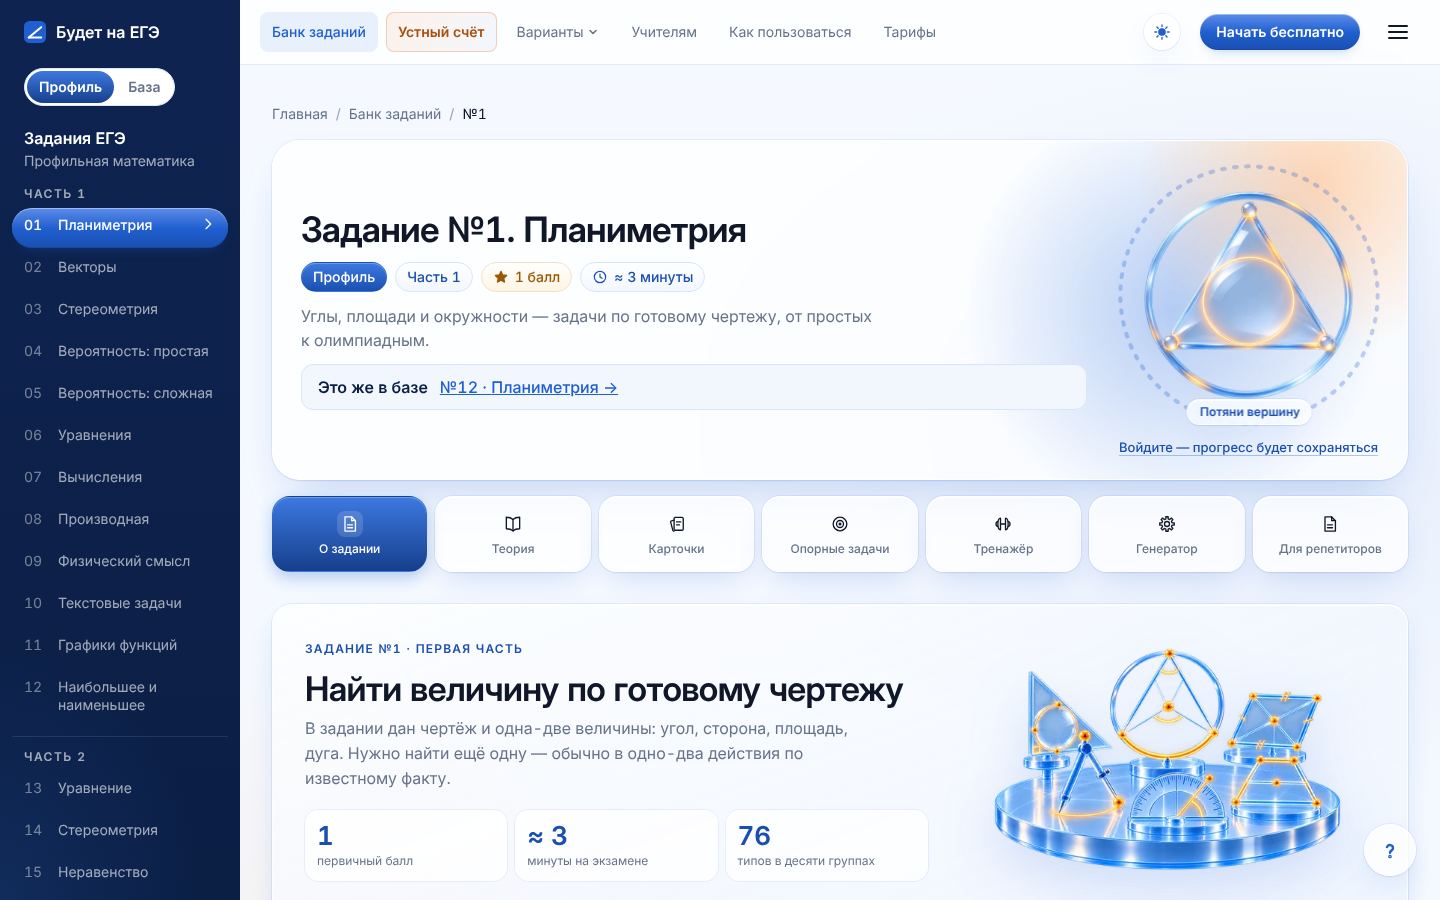 Будет на ЕГЭ
Профиль База
Задания ЕГЭ
Профильная математика
ЧАСТЬ 1
01 Планиметрия
02 Векторы
03 Стереометрия
04 Вероятность: простая
05 Вероятность: сложная
06 Уравнения
07 Вычисления
08 Производная
09 Физический смысл
10 Текстовые задачи
11 Графики функций
12 Наибольшее и
наименьшее
ЧАСТЬ 2
13 Уравнение
14 Стереометрия
15 Неравенство
Банк заданий Устный счёт Варианты Учителям Как пользоваться Тарифы Начать бесплатно
Главная / Банк заданий / №1
Задание №1. Планиметрия
Профиль Часть 1 1 балл ≈ 3 минуты
Углы, площади и окружности — задачи по готовому чертежу, от простых
к олимпиадным.
Это же в базе №12 · Планиметрия →
Потяни вершину
Войдите — прогресс будет сохраняться
О задании Теория Карточки Опорные задачи Тренажёр Генератор Для репетиторов
ЗАДАНИЕ №1 · ПЕРВАЯ ЧАСТЬ
Найти величину по готовому чертежу
В задании дан чертёж и одна-две величины: угол, сторона, площадь,
дуга. Нужно найти ещё одну — обычно в одно-два действия по
известному факту.
1 ≈ 3 76
первичный балл минуты на экзамене типов в десяти группах
?